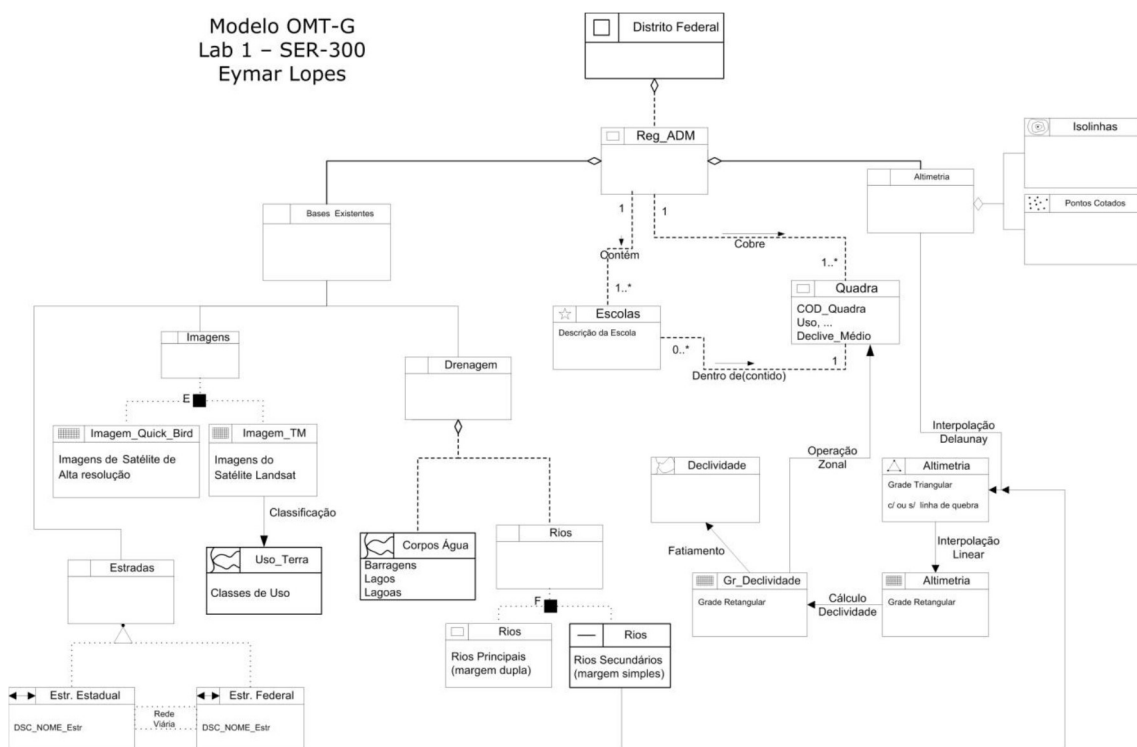 Modelo OMT-G
Lab 1 – SER-300
Eymar Lopes
Distrito Federal
Reg_ADM
Isolinhas
Altimetria
Pontos Cotados
Bases Existentes
1
1
Contém
Cobre
1..*
1..*
Escolas
Descrição da Escola
Quadra
COD_Quadra
Uso, ...
Declive_Médio
0..*
1
Dentro de(contido)
Imagens
Drenagem
E
Imagem_Quick_Bird
Imagens de Satélite de
Alta resolução
Imagem_TM
Imagens do
Satélite Landsat
Classificação
Interpolação
Delaunay
Operação
Zonal
Declividade
Altimetria
Grade Triangular
c/ ou s/ linha de quebra
Interpolação
Linear
Fatiamento
Uso_Terra
Classes de Uso
Corpos Água
Barragens
Lagos
Lagoas
Rios
Estradas
Gr_Declividade
Grade Retangular
Cálculo
Declividade
Altimetria
Grade Retangular
F
Rios
Rios Principais
(margem dupla)
Rios
Rios Secundários
(margem simples)
Estr. Estadual
DSC_NOME_Estr
Rede
Viária
Estr. Federal
DSC_NOME_Estr